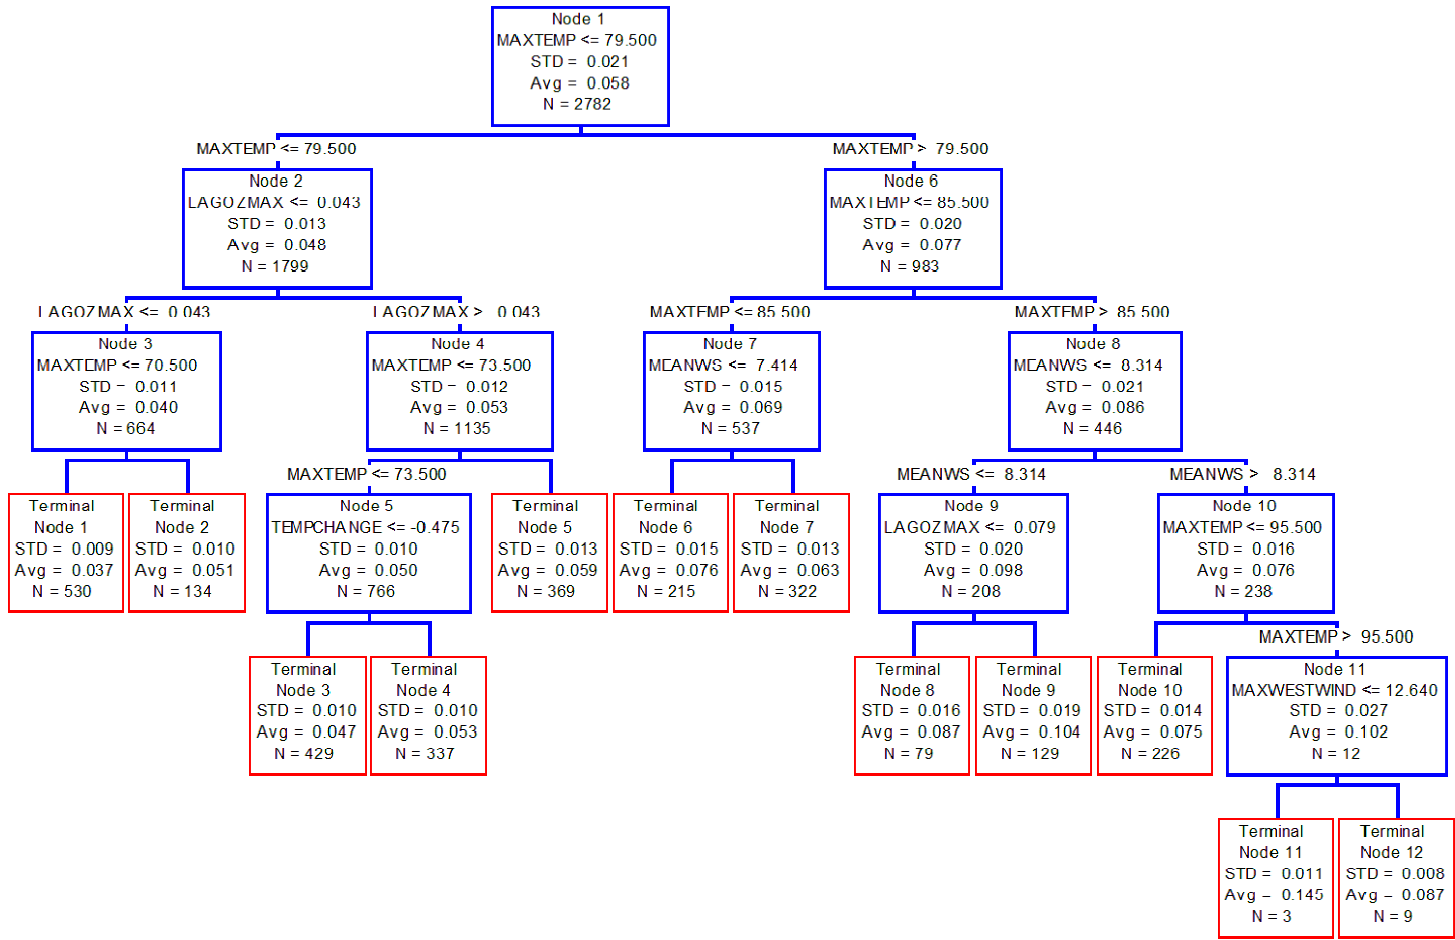 Node 1
MAXTEMP <= 79.500
STD = 0.021
Avg = 0.058
N = 2782
MAXTEMP <= 79.500
MAXTEMP > 79.500
Node 2
LAGOZMAX <= 0.043
STD = 0.013
Avg = 0.048
N = 1799
Node 6
MAXTEMP <= 85.500
STD = 0.020
Avg = 0.077
N = 983
LAGOZMAX <= 0.043
LAGOZMAX > 0.043
MAXTEMP <= 85.500
MAXTEMP > 85.500
Node 3
MAXTEMP <= 70.500
STD = 0.011
Avg = 0.040
N = 664
Node 4
MAXTEMP <= 73.500
STD = 0.012
Avg = 0.053
N = 1135
Node 7
MEANWS <= 7.414
STD = 0.015
Avg = 0.069
N = 537
Node 8
MEANWS <= 8.314
STD = 0.021
Avg = 0.086
N = 446
MAXTEMP <= 73.500
MEANWS <= 8.314
MEANWS > 8.314
Terminal
Node 1
STD = 0.009
Avg = 0.037
N = 530
Terminal
Node 2
STD = 0.010
Avg = 0.051
N = 134
Node 5
TEMPCHANGE <= -0.475
STD = 0.010
Avg = 0.050
N = 766
Terminal
Node 5
STD = 0.013
Avg = 0.059
N = 369
Terminal
Node 6
STD = 0.015
Avg = 0.076
N = 215
Terminal
Node 7
STD = 0.013
Avg = 0.063
N = 322
Node 9
LAGOZMAX <= 0.079
STD = 0.020
Avg = 0.098
N = 208
Node 10
MAXTEMP <= 95.500
STD = 0.016
Avg = 0.076
N = 238
MAXTEMP > 95.500
Terminal
Node 3
STD = 0.010
Avg = 0.047
N = 429
Terminal
Node 4
STD = 0.010
Avg = 0.053
N = 337
Terminal
Node 8
STD = 0.016
Avg = 0.087
N = 79
Terminal
Node 9
STD = 0.019
Avg = 0.104
N = 129
Terminal
Node 10
STD = 0.014
Avg = 0.075
N = 226
Node 11
MAXWESTWIND <= 12.640
STD = 0.027
Avg = 0.102
N = 12
Terminal
Node 11
STD = 0.011
Avg = 0.145
N = 3
Terminal
Node 12
STD = 0.008
Avg = 0.087
N = 9